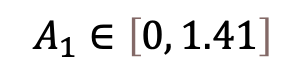 A₁ ∈ [0, 1.41]